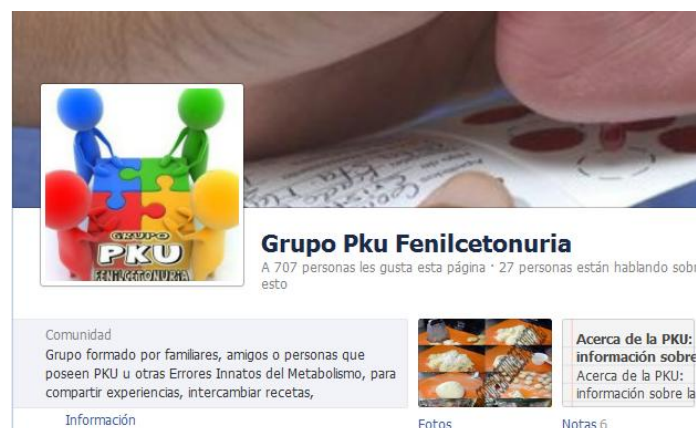 GRUPO
PKU
FENILCETONURIA
Grupo Pku Fenilcetonuria
A 707 personas les gusta esta página · 27 personas están hablando sobr
esto
Comunidad
Grupo formado por familiares, amigos o personas que
poseen PKU u otras Errores Innatos del Metabolismo, para
compartir experiencias, intercambiar recetas,
Información
Fotos
Acerca de la PKU:
información sobre
Acerca de la PKU:
información sobre la
Notas 6